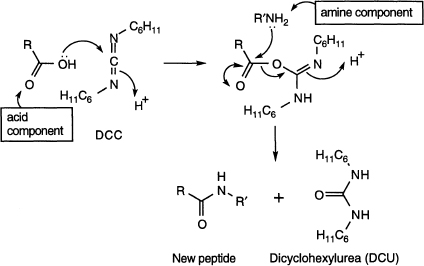 C₆H₁₁
R'NH₂
amine component
R
OH
N
C
N
O
H₁₁C₆
H⁺
acid
component
DCC
R
O
N
C₆H₁₁
H⁺
O
NH
H₁₁C₆
R
H
N
R'
O
+
H₁₁C₆
NH
O
NH
H₁₁C₆
New peptide
Dicyclohexylurea (DCU)